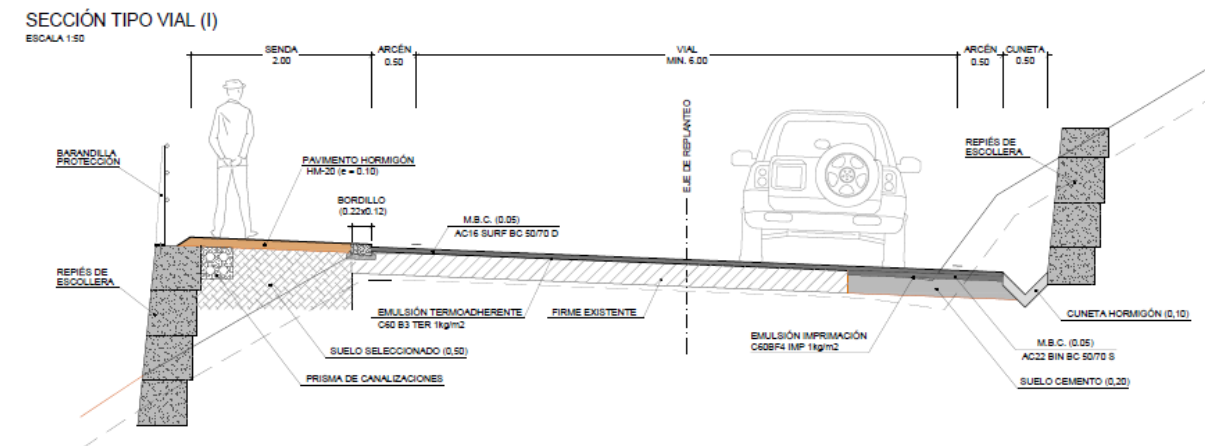 SECCIÓN TIPO VIAL (I)
ESCALA 1:50
SENDA
2.00
ARCÉN
0.50
VIAL
MIN. 6.00
ARCÉN
0.50
CUNETA
0.50
EJE DE REPLANTEO
BARANDILLA
PROTECCIÓN
PAVIMENTO HORMIGÓN
HM-20 (e = 0.10)
BORDILLO
(0.22x0.12)
M.B.C. (0.05)
AC16 SURF BC 50/70 D
REPIÉS DE
ESCOLLERA
REPIÉS DE
ESCOLLERA
EMULSIÓN TERMOADHERENTE
C60 B3 TER 1kg/m2
FIRME EXISTENTE
EMULSIÓN IMPRIMACIÓN
C60BF4 IMP 1kg/m2
CUNETA HORMIGÓN (0,10)
M.B.C. (0.05)
AC22 BIN BC 50/70 S
SUELO SELECCIONADO (0,50)
PRISMA DE CANALIZACIONES
SUELO CEMENTO (0,20)